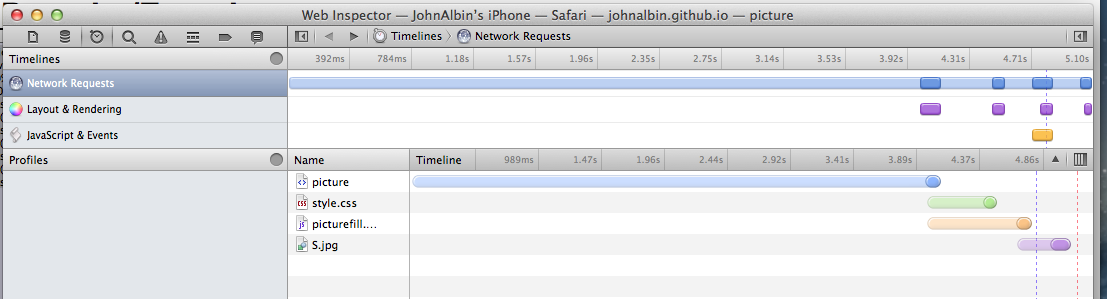 Web Inspector — JohnAlbin's iPhone — Safari — johnalbin.github.io — picture
Timelines Network Requests
Timelines 392ms 784ms 1.18s 1.57s 1.96s 2.35s 2.75s 3.14s 3.53s 3.92s 4.31s 4.71s 5.10s
Network Requests
Layout & Rendering
JavaScript & Events
Profiles Name Timeline 989ms 1.47s 1.96s 2.44s 2.92s 3.41s 3.89s 4.37s 4.86s
picture
style.css
picturefill....
S.jpg